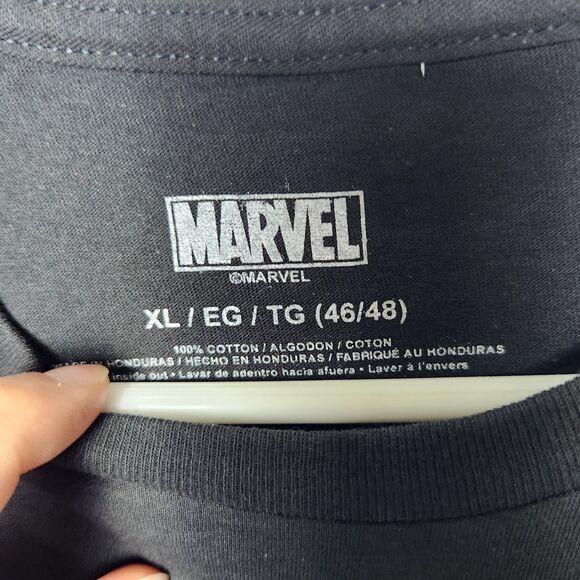 MARVEL
©MARVEL
XL / EG / TG (46/48)
100% COTTON / ALGODON / COTON
IN HONDURAS / HECHO EN HONDURAS / FABRIQUÉ AU HONDURAS
inside out • Lavar de adentro hacia afuera • Laver à l'envers